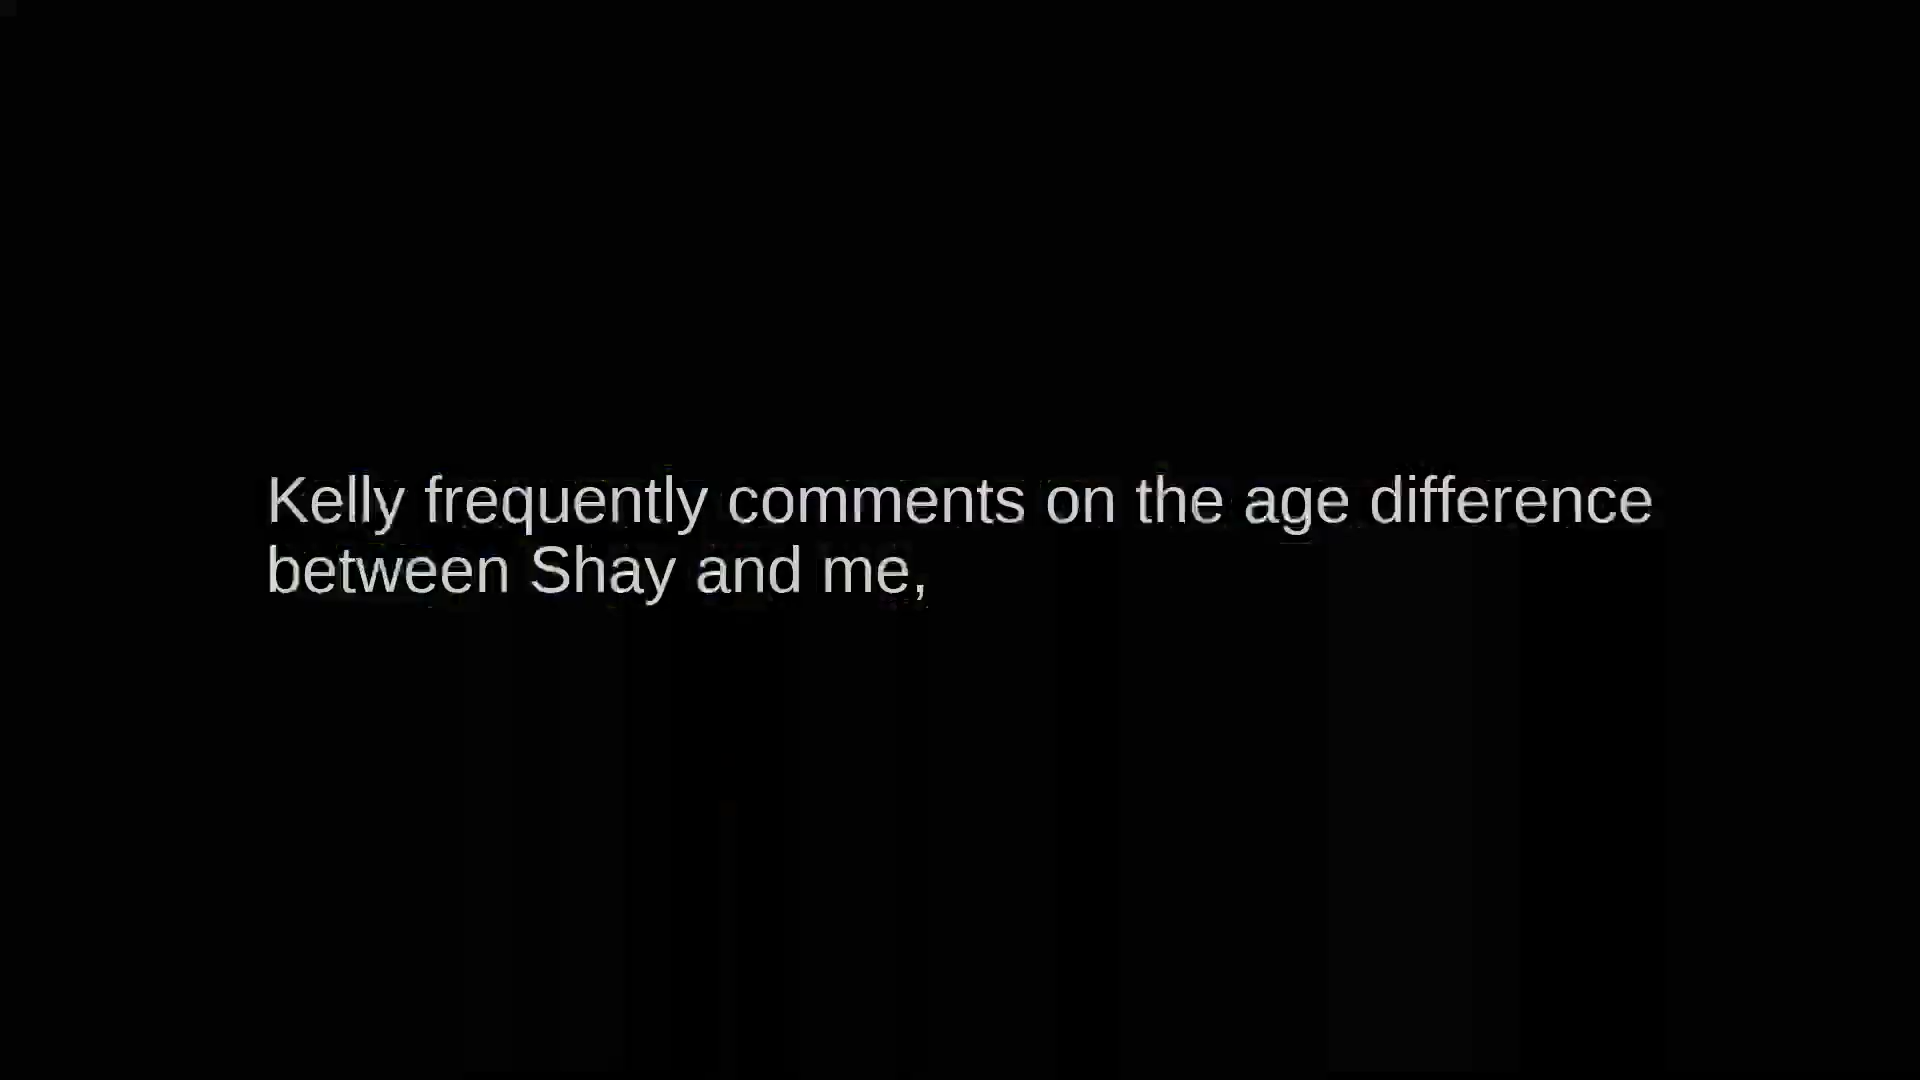 Kelly frequently comments on the age difference
between Shay and me,